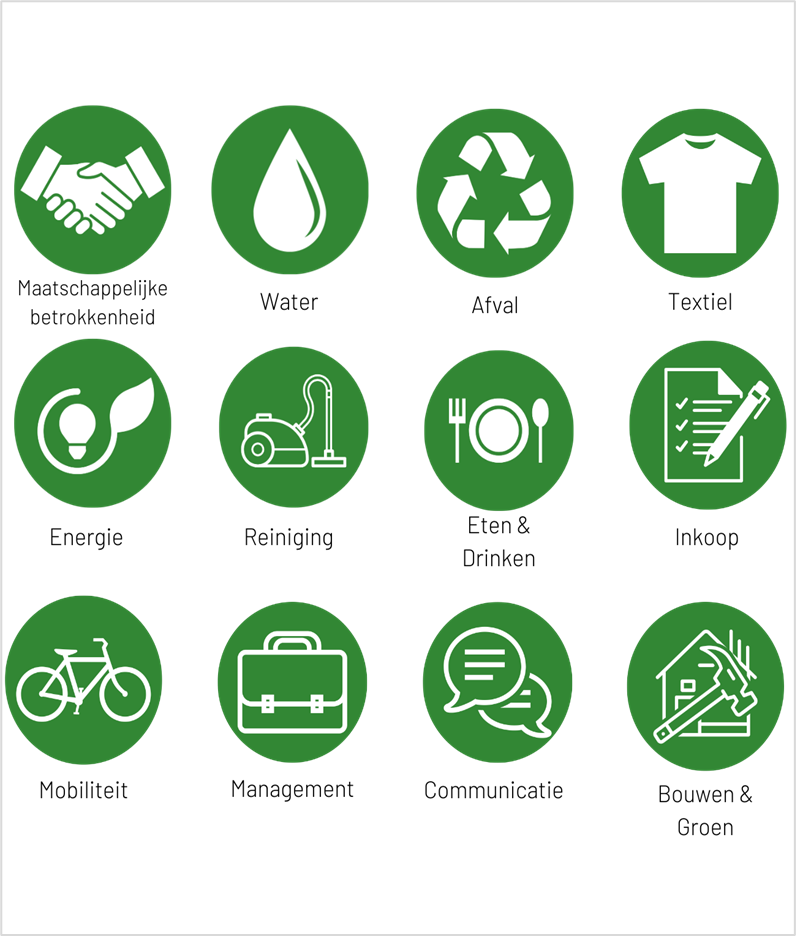 Maatschappelijke
betrokkenheid
Water
Afval
Textiel
Energie
Reiniging
Eten &
Drinken
Inkoop
Mobiliteit
Management
Communicatie
Bouwen &
Groen